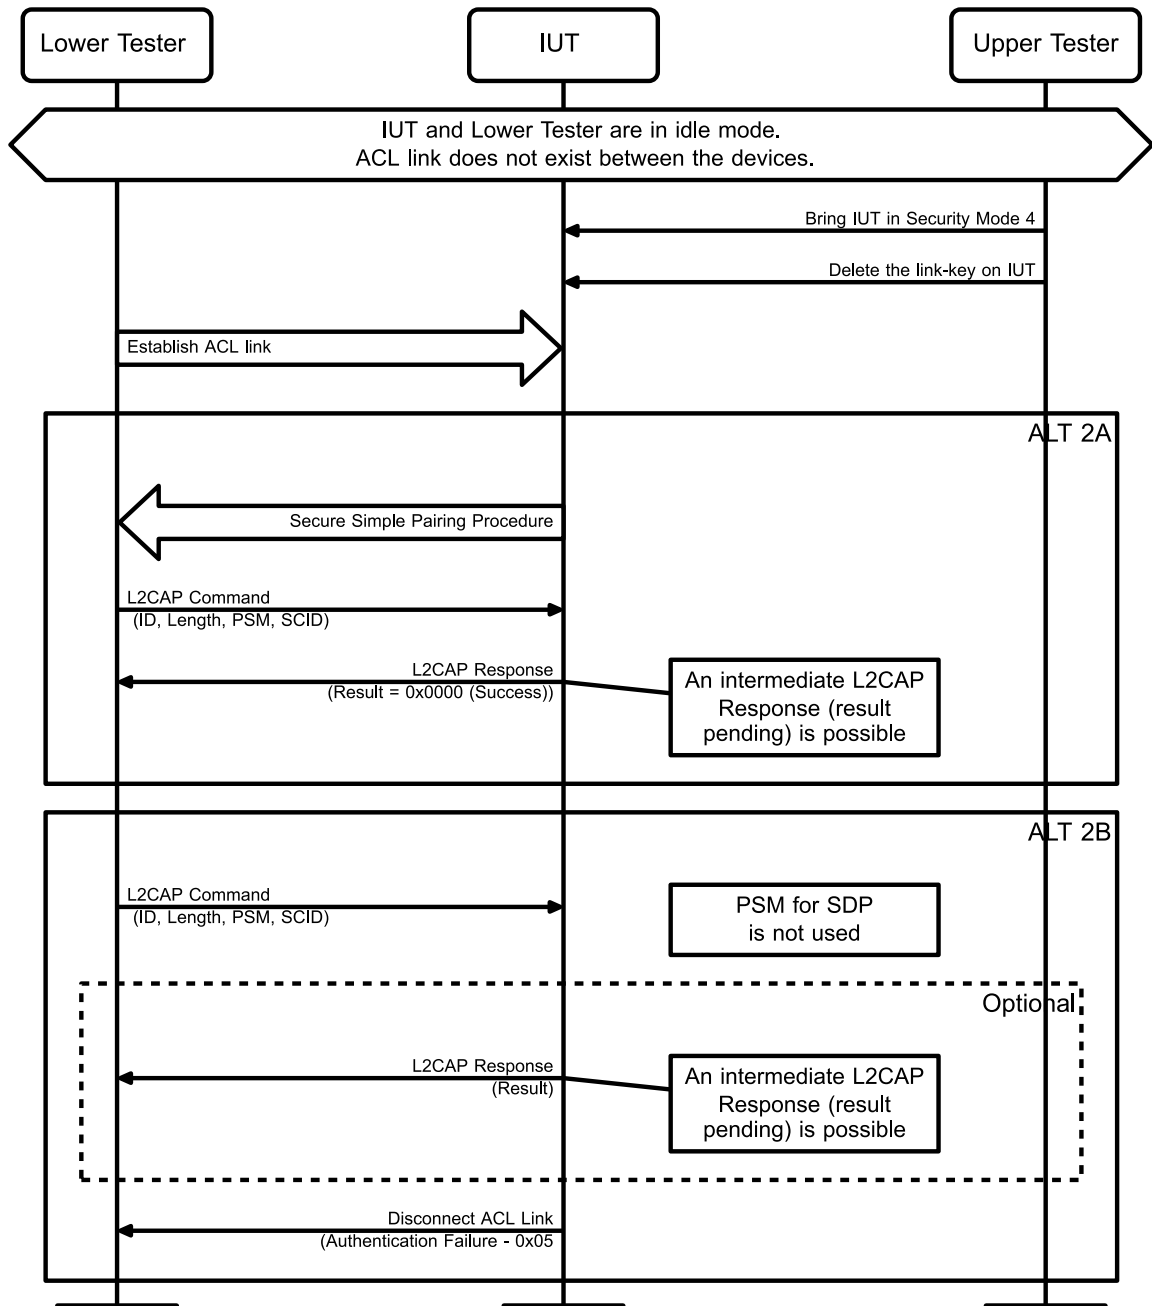 Lower Tester
IUT
Upper Tester
IUT and Lower Tester are in idle mode.
ACL link does not exist between the devices.
Bring IUT in Security Mode 4
Delete the link-key on IUT
Establish ACL link
ALT 2A
Secure Simple Pairing Procedure
L2CAP Command
(ID, Length, PSM, SCID)
L2CAP Response
(Result = 0x0000 (Success))
An intermediate L2CAP
Response (result
pending) is possible
ALT 2B
L2CAP Command
(ID, Length, PSM, SCID)
PSM for SDP
is not used
Optional
L2CAP Response
(Result)
An intermediate L2CAP
Response (result
pending) is possible
Disconnect ACL Link
(Authentication Failure - 0x05